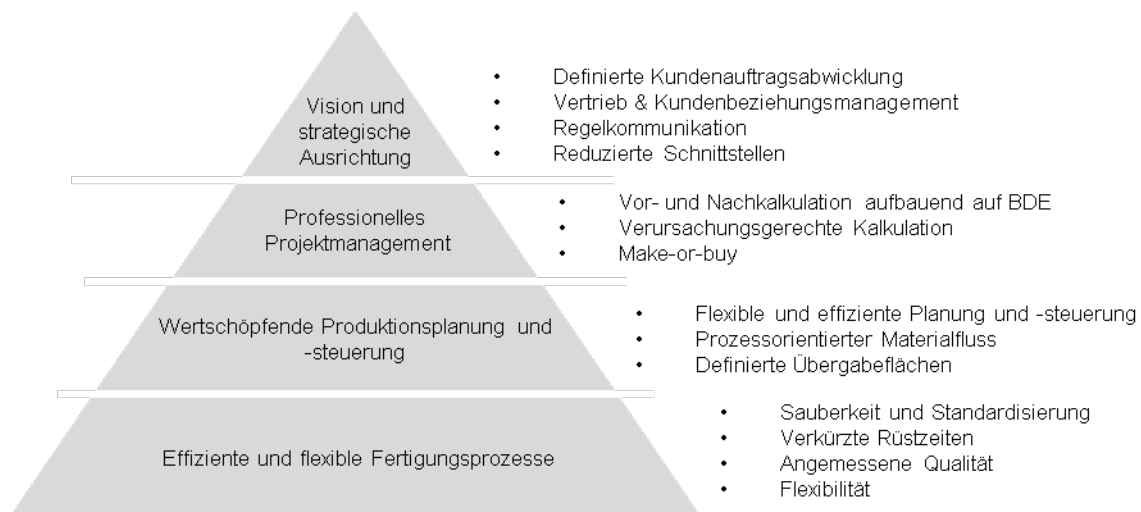 Vision und
strategische
Ausrichtung
• Definierte Kundenauftragsabwicklung
• Vertrieb & Kundenbeziehungsmanagement
• Regelkommunikation
• Reduzierte Schnittstellen
Professionelles
Projektmanagement
• Vor- und Nachkalkulation aufbauend auf BDE
• Verursachungsgerechte Kalkulation
• Make-or-buy
Wertschöpfende Produktionsplanung und
-steuerung
• Flexible und effiziente Planung und -steuerung
• Prozessorientierter Materialfluss
• Definierte Übergabeflächen
Effiziente und flexible Fertigungsprozesse
• Sauberkeit und Standardisierung
• Verkürzte Rüstzeiten
• Angemessene Qualität
• Flexibilität